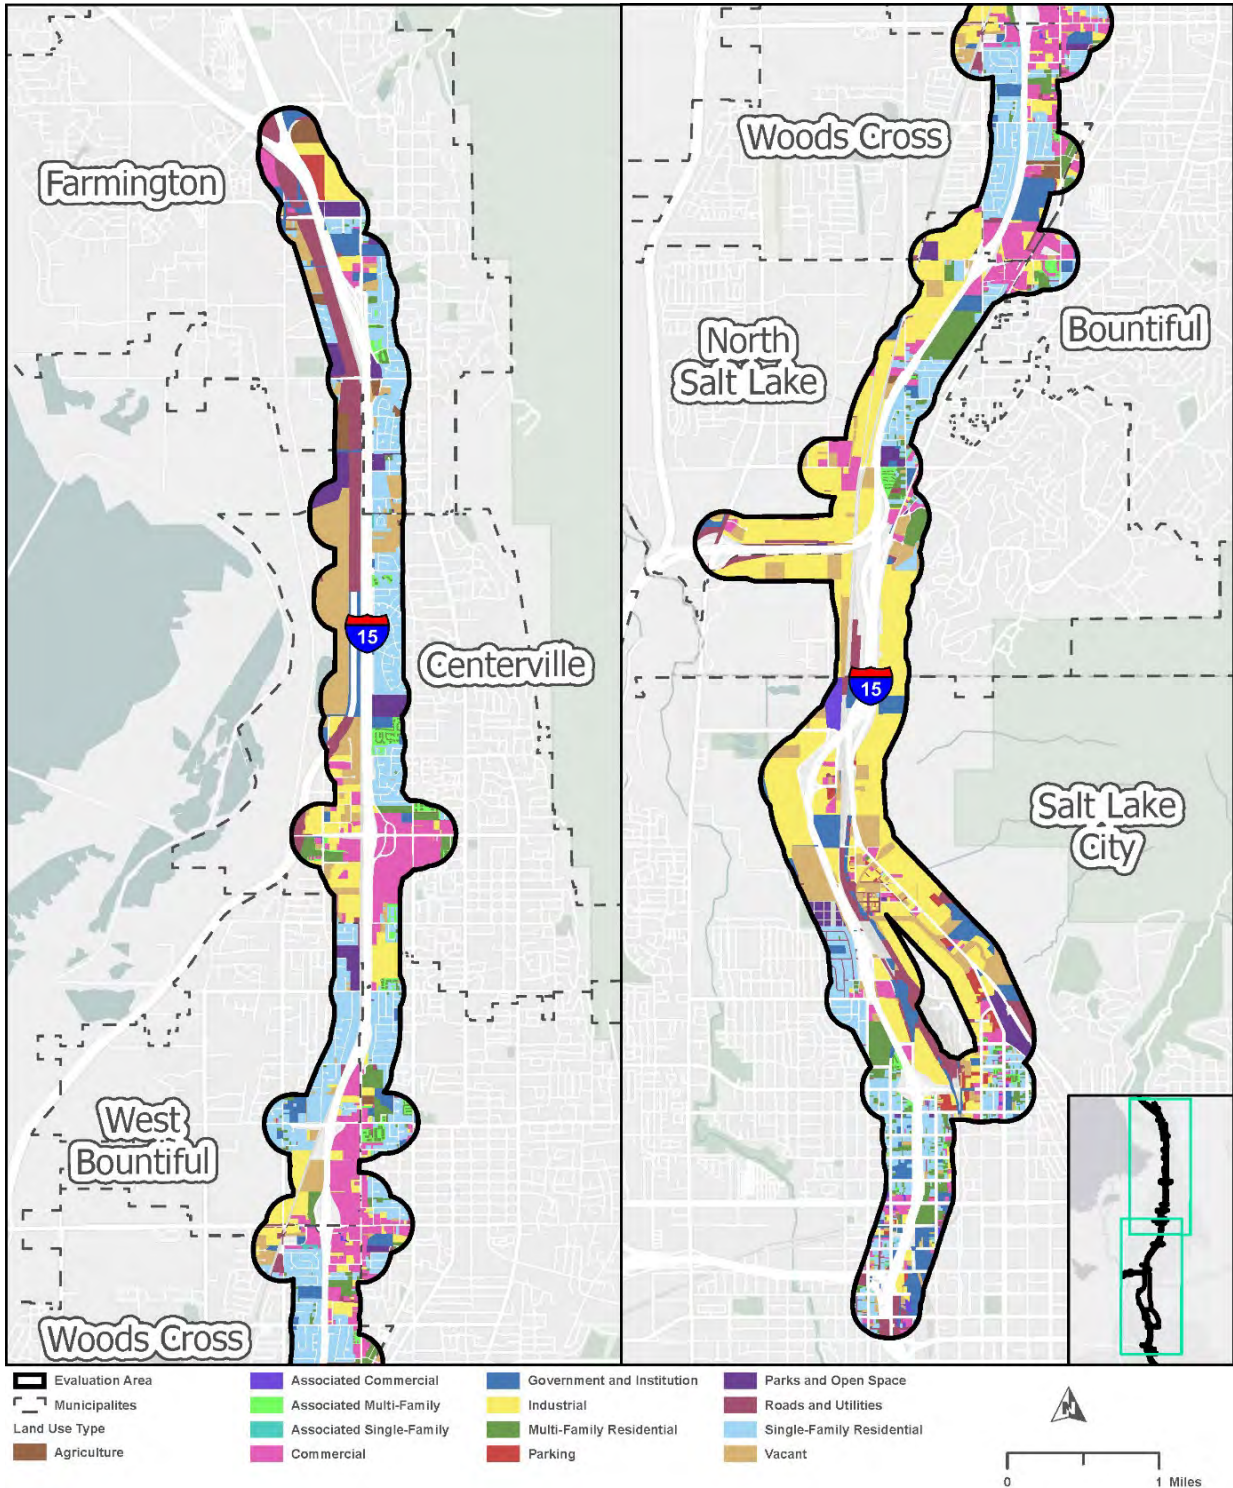 Farmington
Centerville
West
Bountiful
Woods Cross
15
Woods Cross
Bountiful
North
Salt Lake
15
Salt Lake
City
Evaluation Area
Municipalites
Land Use Type
Agriculture
Associated Commercial
Associated Multi-Family
Associated Single-Family
Commercial
Government and Institution
Industrial
Multi-Family Residential
Parking
Parks and Open Space
Roads and Utilities
Single-Family Residential
Vacant
N
0 1 Miles